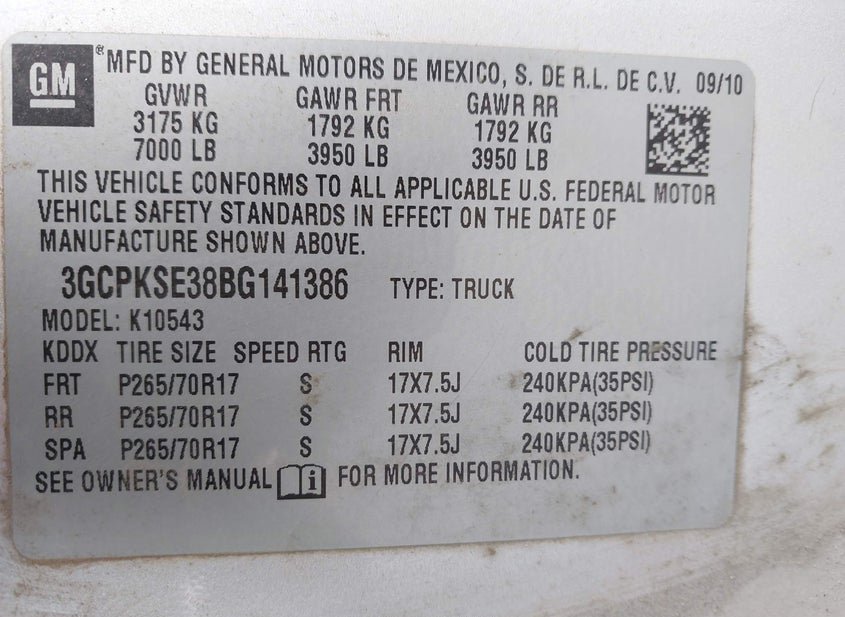 GM ® MFD BY GENERAL MOTORS DE MEXICO, S. DE R.L. DE C.V. 09/10
GVWR GAWR FRT GAWR RR
3175 KG 1792 KG 1792 KG
7000 LB 3950 LB 3950 LB
THIS VEHICLE CONFORMS TO ALL APPLICABLE U.S. FEDERAL MOTOR
VEHICLE SAFETY STANDARDS IN EFFECT ON THE DATE OF
MANUFACTURE SHOWN ABOVE.
3GCPKSE38BG141386 TYPE: TRUCK
MODEL: K10543
KDDX TIRE SIZE SPEED RTG RIM COLD TIRE PRESSURE
FRT P265/70R17 S 17X7.5J 240KPA(35PSI)
RR P265/70R17 S 17X7.5J 240KPA(35PSI)
SPA P265/70R17 S 17X7.5J 240KPA(35PSI)
SEE OWNER'S MANUAL i FOR MORE INFORMATION.